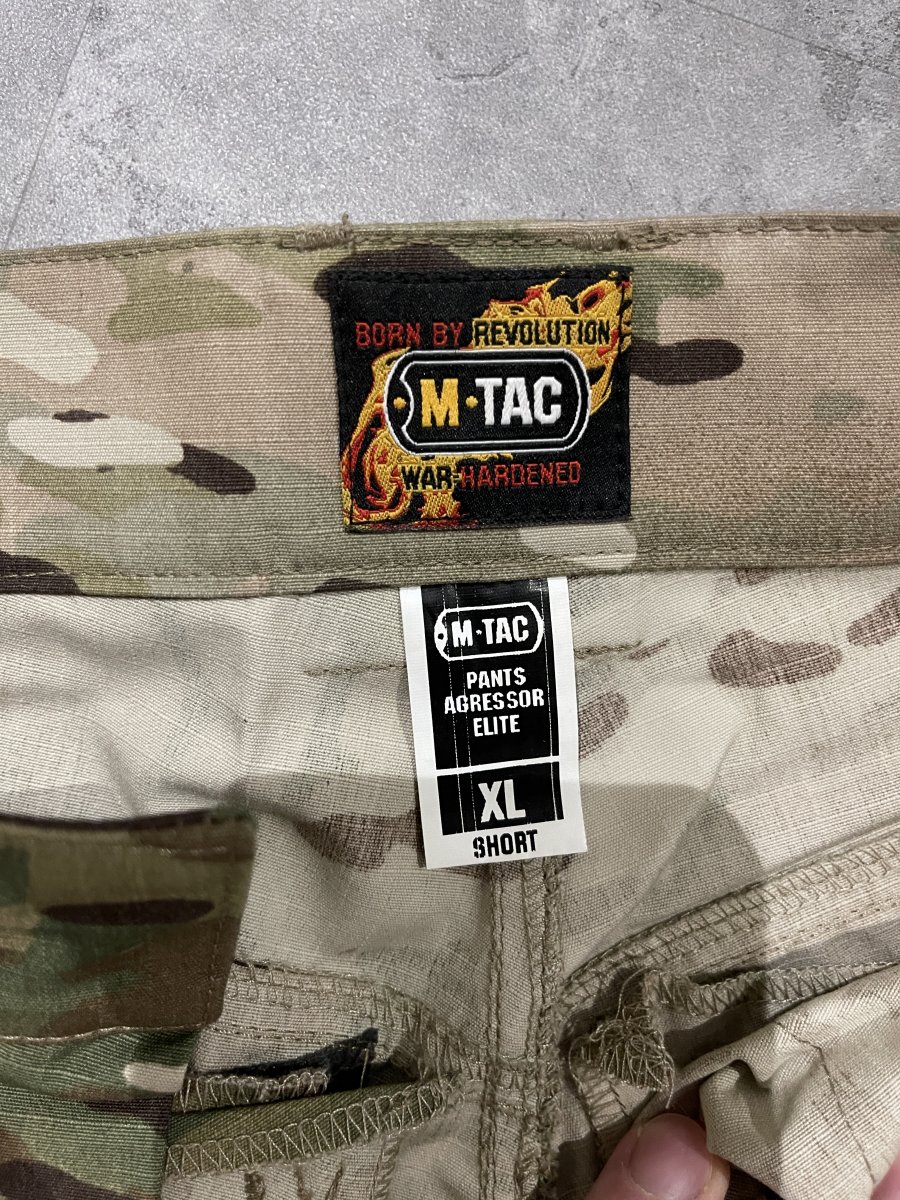 BORN BY REVOLUTION
M·TAC
WAR-HARDENED
M·TAC
PANTS
AGRESSOR
ELITE
XL
SHORT